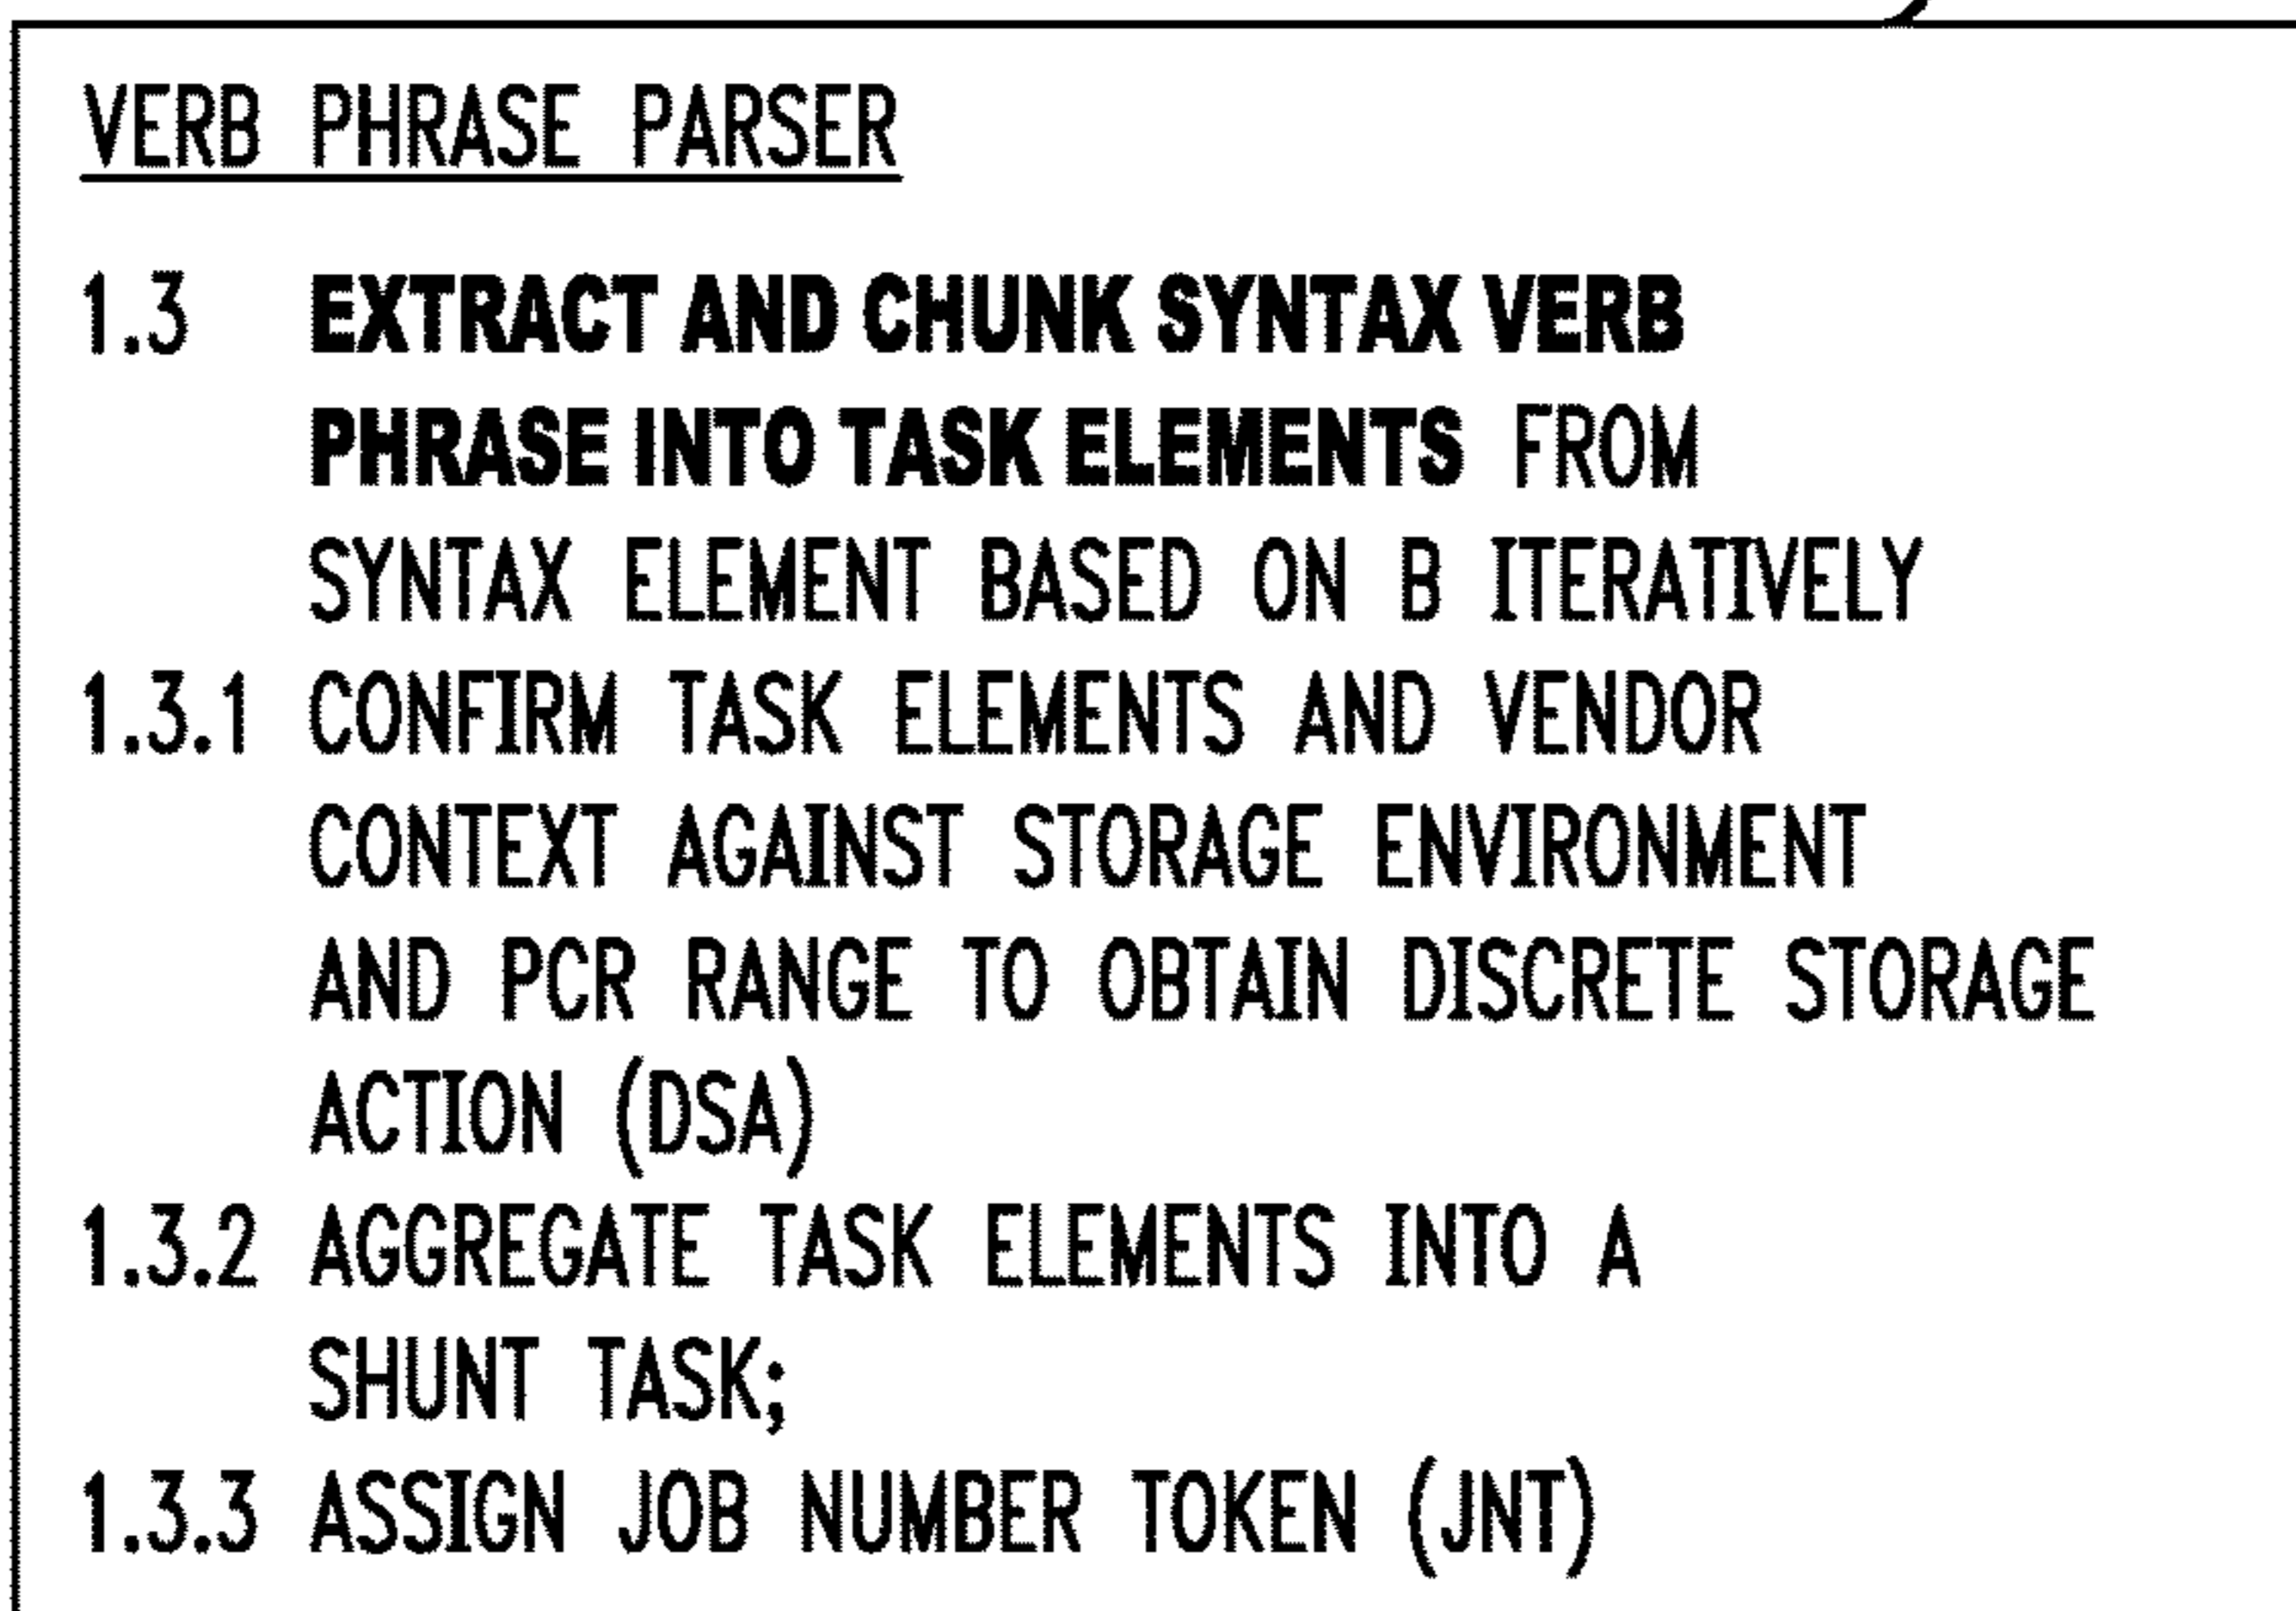 VERB PHRASE PARSER
1.3 EXTRACT AND CHUNK SYNTAX VERB
PHRASE INTO TASK ELEMENTS FROM
SYNTAX ELEMENT BASED ON B ITERATIVELY
1.3.1 CONFIRM TASK ELEMENTS AND VENDOR
CONTEXT AGAINST STORAGE ENVIRONMENT
AND PCR RANGE TO OBTAIN DISCRETE STORAGE
ACTION (DSA)
1.3.2 AGGREGATE TASK ELEMENTS INTO A
SHUNT TASK;
1.3.3 ASSIGN JOB NUMBER TOKEN (JNT)